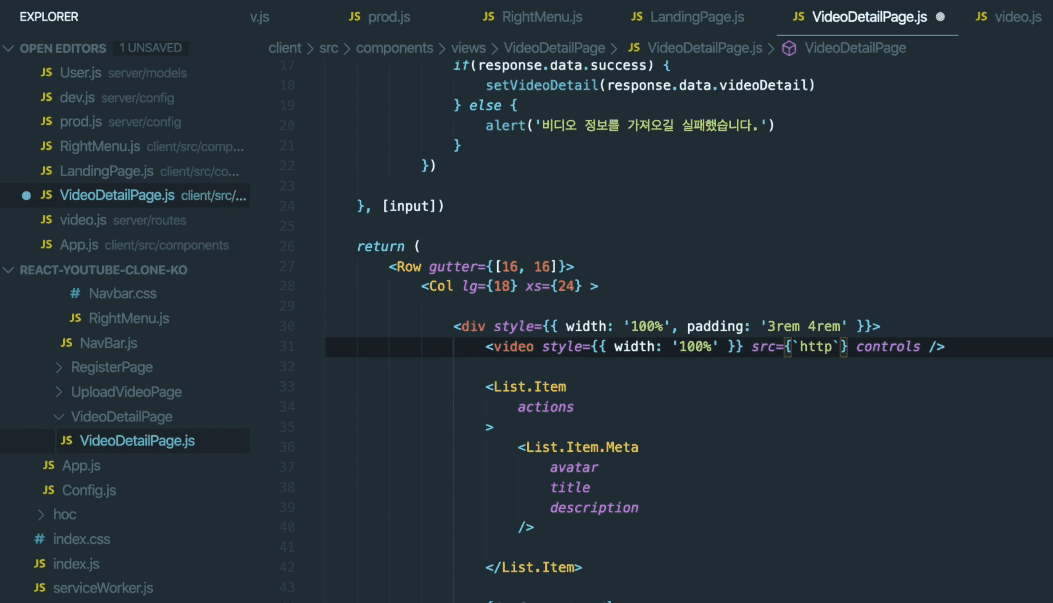 EXPLORER
v.js
JS prod.js
JS RightMenu.js
JS LandingPage.js
JS VideoDetailPage.js
JS video.js
OPEN EDITORS 1 UNSAVED
client > src > components > views > VideoDetailPage > JS VideoDetailPage.js > VideoDetailPage
JS User.js server/models
JS dev.js server/config
JS prod.js server/config
JS RightMenu.js client/src/comp...
JS LandingPage.js client/src/co...
JS VideoDetailPage.js client/src/...
JS video.js server/routes
JS App.js client/src/components
REACT-YOUTUBE-CLONE-KO
# Navbar.css
JS RightMenu.js
JS NavBar.js
> RegisterPage
> UploadVideoPage
VideoDetailPage
JS VideoDetailPage.js
JS App.js
JS Config.js
> hoc
# index.css
JS index.js
JS serviceWorker.js
17 if(response.data.success) {
18 setVideoDetail(response.data.videoDetail)
19 } else {
20 alert('비디오 정보를 가져오길 실패했습니다.')
21 }
22 })
23
24 }, [input])
25
26 return (
27 <Row gutter={[16, 16]}>
28 <Col lg={18} xs={24} >
29
30 <div style={{ width: '100%', padding: '3rem 4rem' }}>
31 <video style={{ width: '100%' }} src={`http`} controls />
32
33 <List.Item
34 actions
35 >
36 <List.Item.Meta
37 avatar
38 title
39 description
40 />
41
42 </List.Item>
43